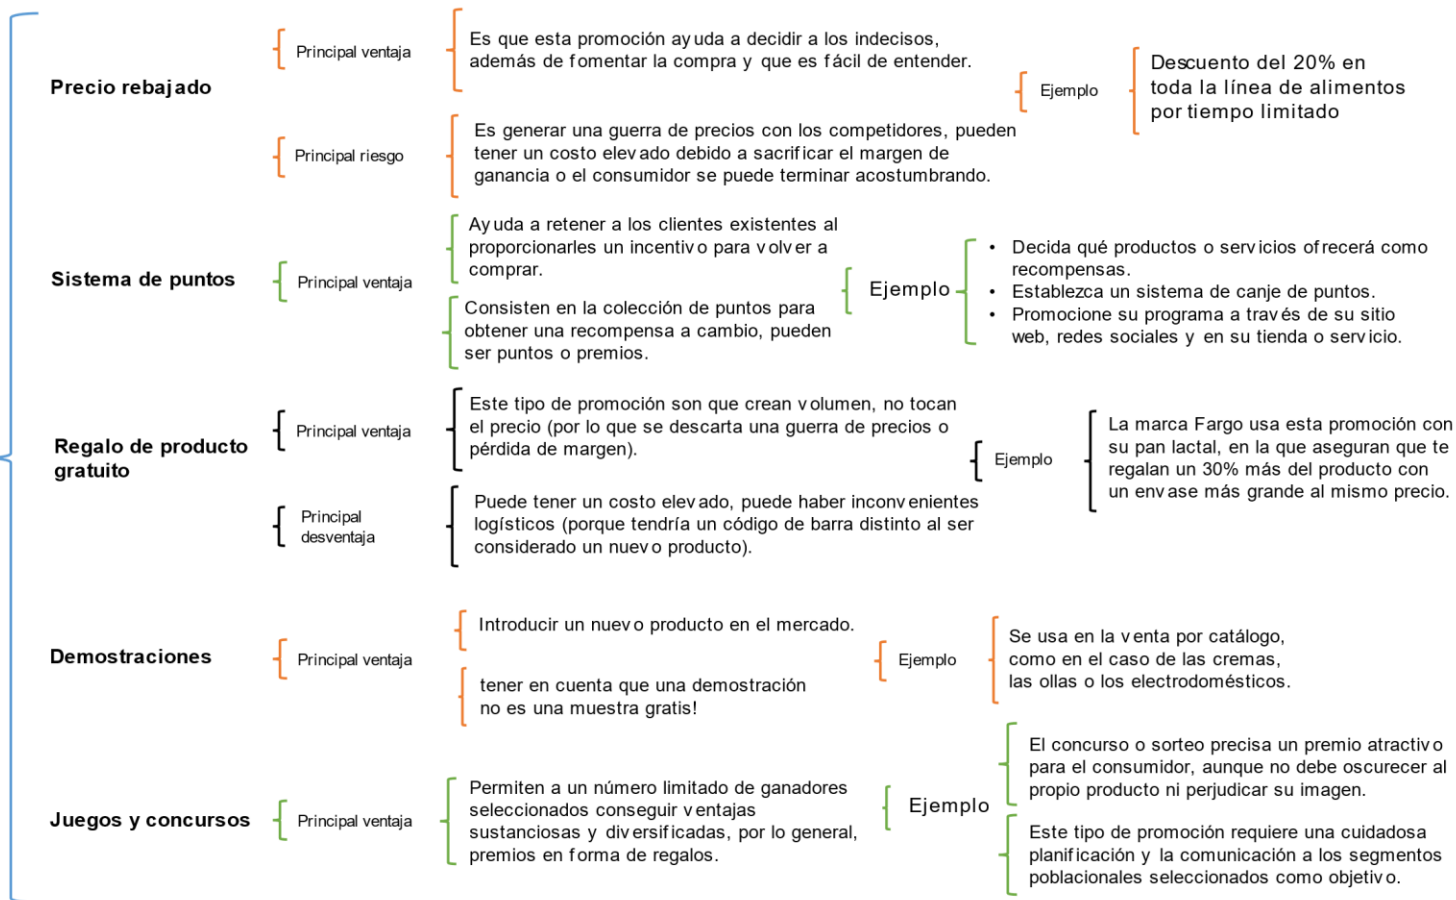 Precio rebajado
Principal ventaja
Es que esta promoción ayuda a decidir a los indecisos,
además de fomentar la compra y que es fácil de entender.
Principal riesgo
Es generar una guerra de precios con los competidores, pueden
tener un costo elevado debido a sacrificar el margen de
ganancia o el consumidor se puede terminar acostumbrando.
Ejemplo
Descuento del 20% en
toda la línea de alimentos
por tiempo limitado
Sistema de puntos
Principal ventaja
Ayuda a retener a los clientes existentes al
proporcionarles un incentivo para volver a
comprar.
Consisten en la colección de puntos para
obtener una recompensa a cambio, pueden
ser puntos o premios.
Ejemplo
• Decida qué productos o servicios ofrecerá como
recompensas.
• Establezca un sistema de canje de puntos.
• Promocione su programa a través de su sitio
web, redes sociales y en su tienda o servicio.
Regalo de producto
gratuito
Principal ventaja
Este tipo de promoción son que crean volumen, no tocan
el precio (por lo que se descarta una guerra de precios o
pérdida de margen).
Principal
desventaja
Puede tener un costo elevado, puede haber inconvenientes
logísticos (porque tendría un código de barra distinto al ser
considerado un nuevo producto).
Ejemplo
La marca Fargo usa esta promoción con
su pan lactal, en la que aseguran que te
regalan un 30% más del producto con
un envase más grande al mismo precio.
Demostraciones
Principal ventaja
Introducir un nuevo producto en el mercado.
tener en cuenta que una demostración
no es una muestra gratis!
Ejemplo
Se usa en la venta por catálogo,
como en el caso de las cremas,
las ollas o los electrodomésticos.
Juegos y concursos
Principal ventaja
Permiten a un número limitado de ganadores
seleccionados conseguir ventajas
sustanciosas y diversificadas, por lo general,
premios en forma de regalos.
Ejemplo
El concurso o sorteo precisa un premio atractivo
para el consumidor, aunque no debe oscurecer al
propio producto ni perjudicar su imagen.
Este tipo de promoción requiere una cuidadosa
planificación y la comunicación a los segmentos
poblacionales seleccionados como objetivo.